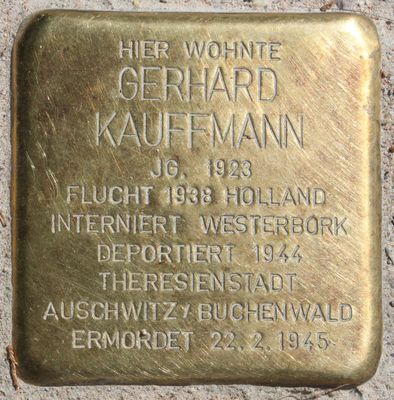 HIER WOHNTE
GERHARD
KAUFFMANN
JG. 1923
FLUCHT 1938 HOLLAND
INTERNIERT WESTERBORK
DEPORTIERT 1944
THERESIENSTADT
AUSCHWITZ / BUCHENWALD
ERMORDET 22.2.1945